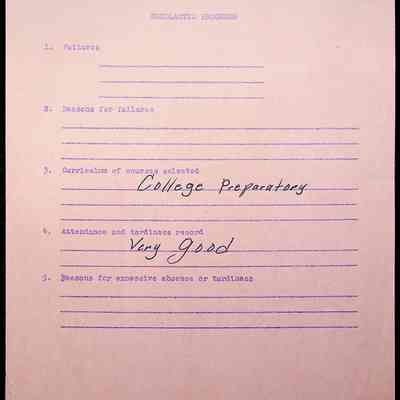 SCHOLASTIC PROGRESS
1. Failures
2. Reasons for failures
3. Curriculum of courses selected
College Preparatory
4. Attendance and tardiness record
Very good
5. Reasons for excessive absence or tardiness